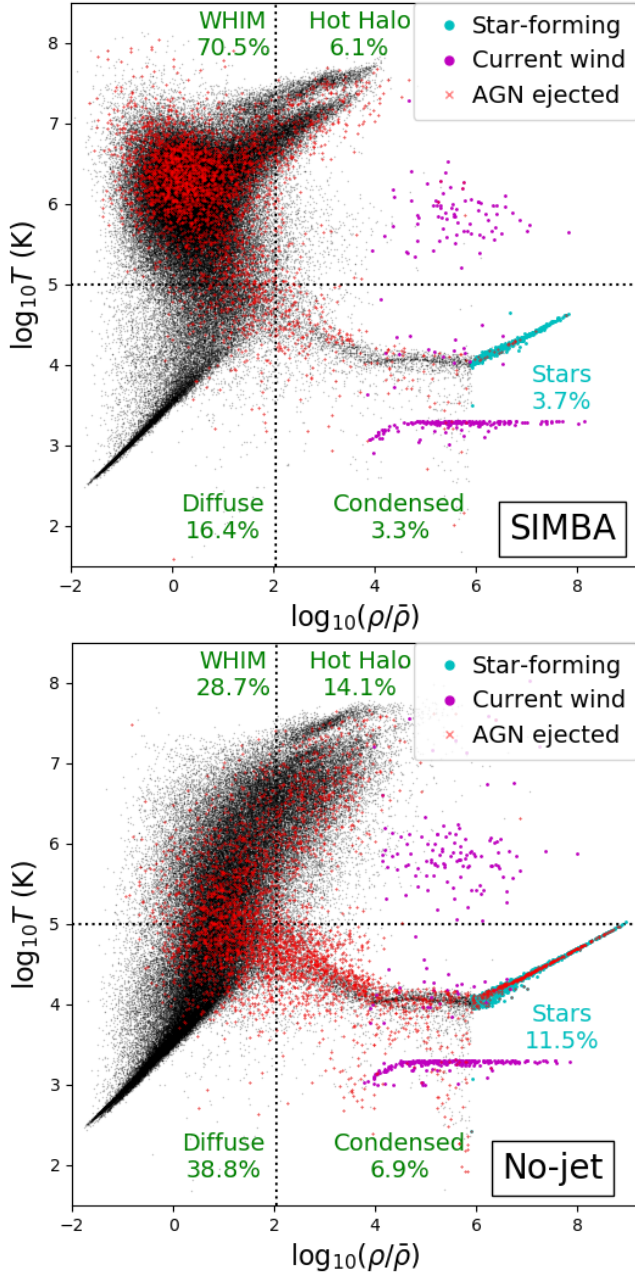 WHIM
70.5%
Hot Halo
6.1%
Star-forming
Current wind
AGN ejected
8
7
6
5
4
3
2
log₁₀T (K)
Stars
3.7%
Diffuse
16.4%
Condensed
3.3%
SIMBA
−2
0
2
4
6
8
log₁₀(ρ/ρ̄)
WHIM
28.7%
Hot Halo
14.1%
Star-forming
Current wind
AGN ejected
8
7
6
5
4
3
2
log₁₀T (K)
Stars
11.5%
Diffuse
38.8%
Condensed
6.9%
No-jet
−2
0
2
4
6
8
log₁₀(ρ/ρ̄)